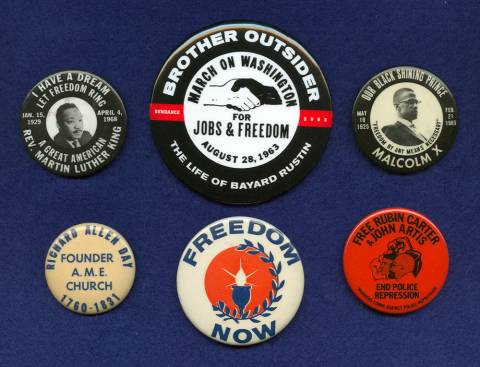 I HAVE A DREAM
LET FREEDOM RING
JAN. 15,
1929
APRIL 4,
1968
A GREAT AMERICAN
REV. MARTIN LUTHER KING
BROTHER OUTSIDER
MARCH ON WASHINGTON
FOR
JOBS & FREEDOM
AUGUST 28, 1963
SUNDANCE
2003
THE LIFE OF BAYARD RUSTIN
OUR BLACK SHINING PRINCE
MAY
19
1925
FEB.
21
1965
"FREEDOM BY ANY MEANS NECESSARY"
MALCOLM X
RICHARD ALLEN DAY
FOUNDER
A.M.E.
CHURCH
1760-1831
FREEDOM
NOW
FREE RUBIN CARTER
& JOHN ARTIS
END POLICE
REPRESSION